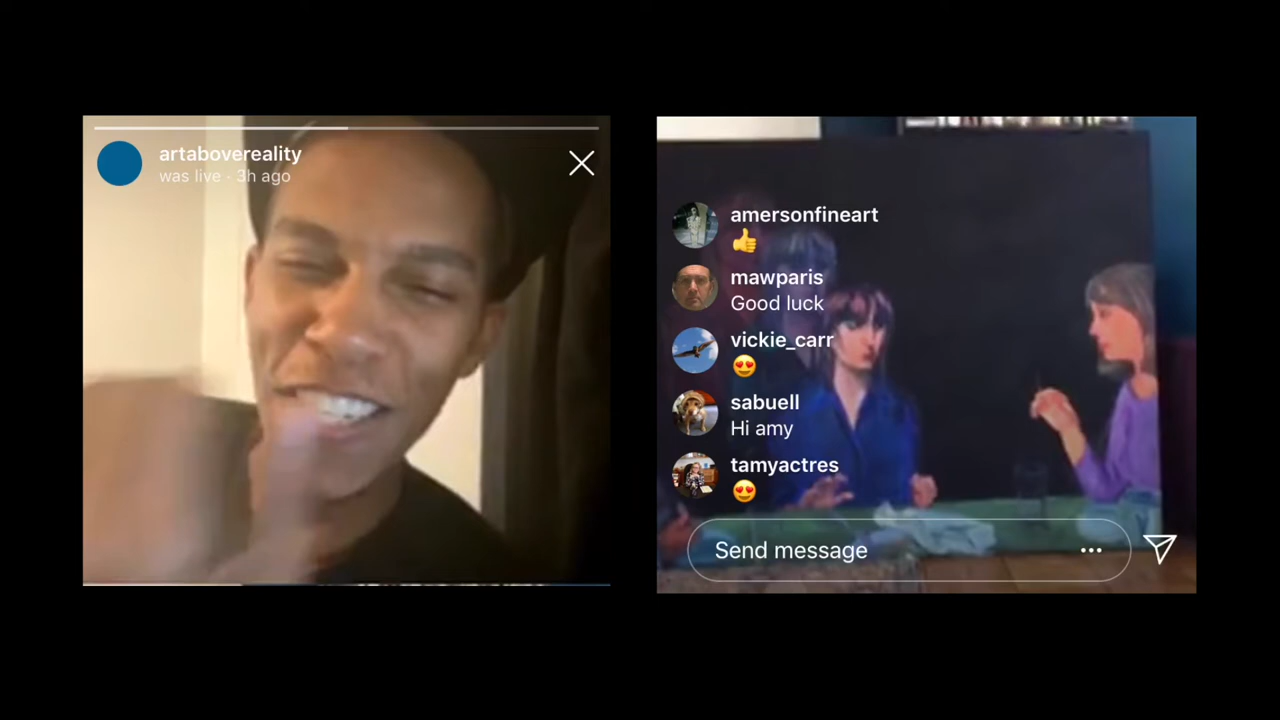 artabovereality
was live · 3h ago
amersonfineart
👍
mawparis
Good luck
vickie_carr
😍
sabuell
Hi amy
tamyactres
😍
Send message